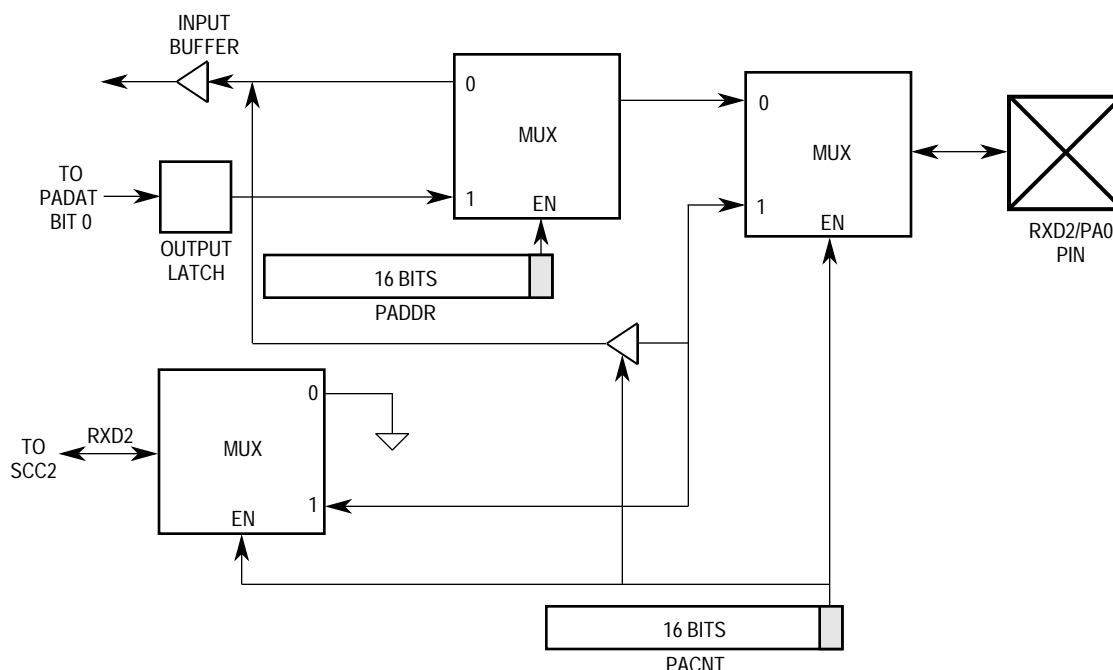 INPUT
BUFFER
0
MUX
1
EN
0
MUX
1
EN
TO
PADAT
BIT 0
OUTPUT
LATCH
RXD2/PA0
PIN
16 BITS
PADDR
0
MUX
1
EN
RXD2
TO
SCC2
16 BITS
PACNT